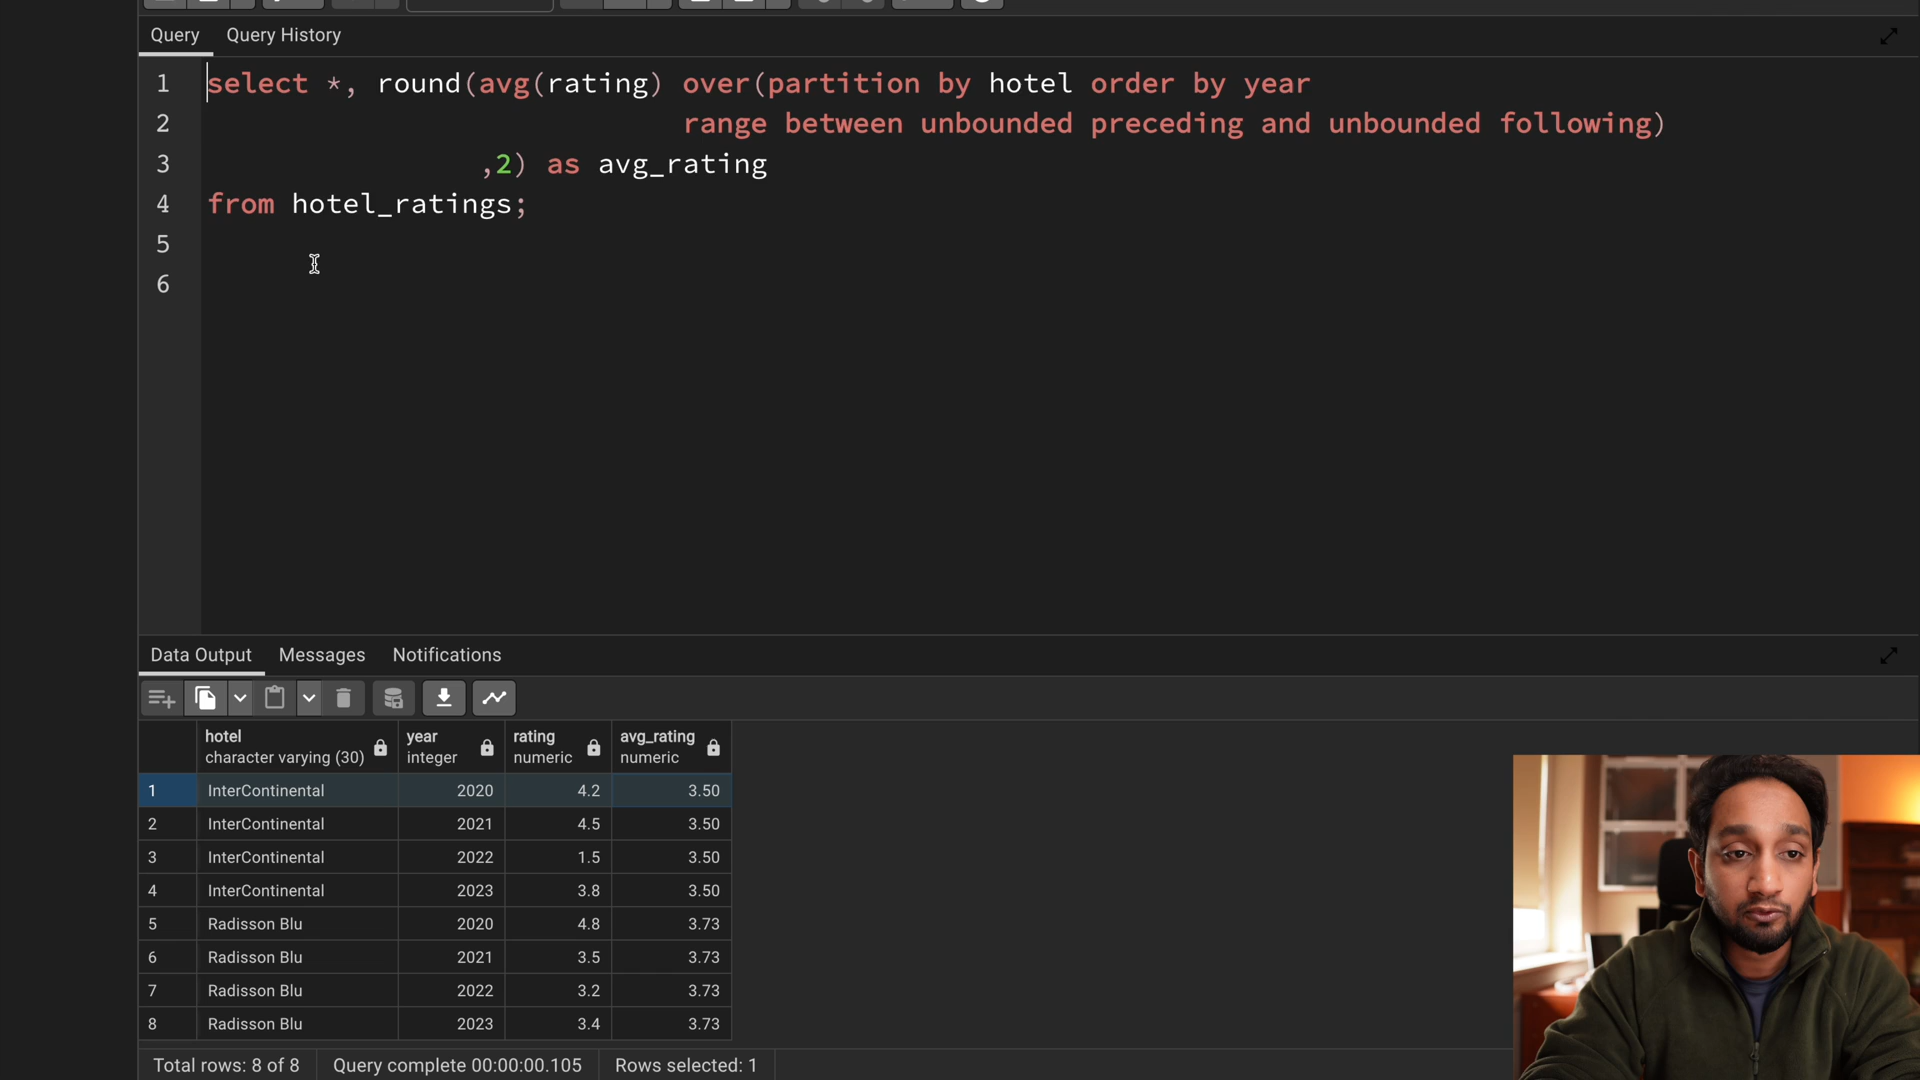 Query Query History
1 select *, round(avg(rating) over(partition by hotel order by year
2 range between unbounded preceding and unbounded following)
3 ,2) as avg_rating
4 from hotel_ratings;
5
6
Data Output Messages Notifications
hotel year rating avg_rating
character varying (30) integer numeric numeric
1 InterContinental 2020 4.2 3.50
2 InterContinental 2021 4.5 3.50
3 InterContinental 2022 1.5 3.50
4 InterContinental 2023 3.8 3.50
5 Radisson Blu 2020 4.8 3.73
6 Radisson Blu 2021 3.5 3.73
7 Radisson Blu 2022 3.2 3.73
8 Radisson Blu 2023 3.4 3.73
Total rows: 8 of 8 Query complete 00:00:00.105 Rows selected: 1